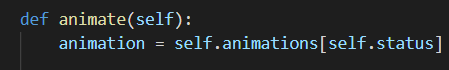 def animate(self):
    animation = self.animations[self.status]